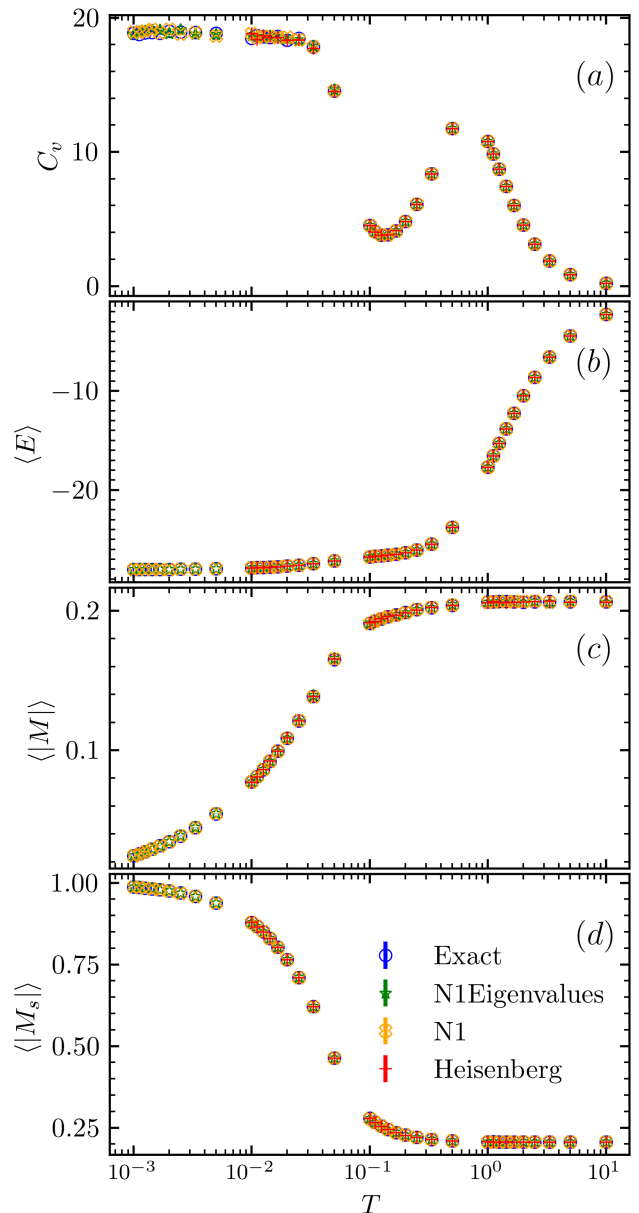 20
10
0
C_v
(a)
−10
−20
⟨E⟩
(b)
0.2
0.1
⟨|M|⟩
(c)
1.00
0.75
0.50
0.25
⟨|M_s|⟩
(d)
Exact
N1Eigenvalues
N1
Heisenberg
10^{−3} 10^{−2} 10^{−1} 10^{0} 10^{1}
T